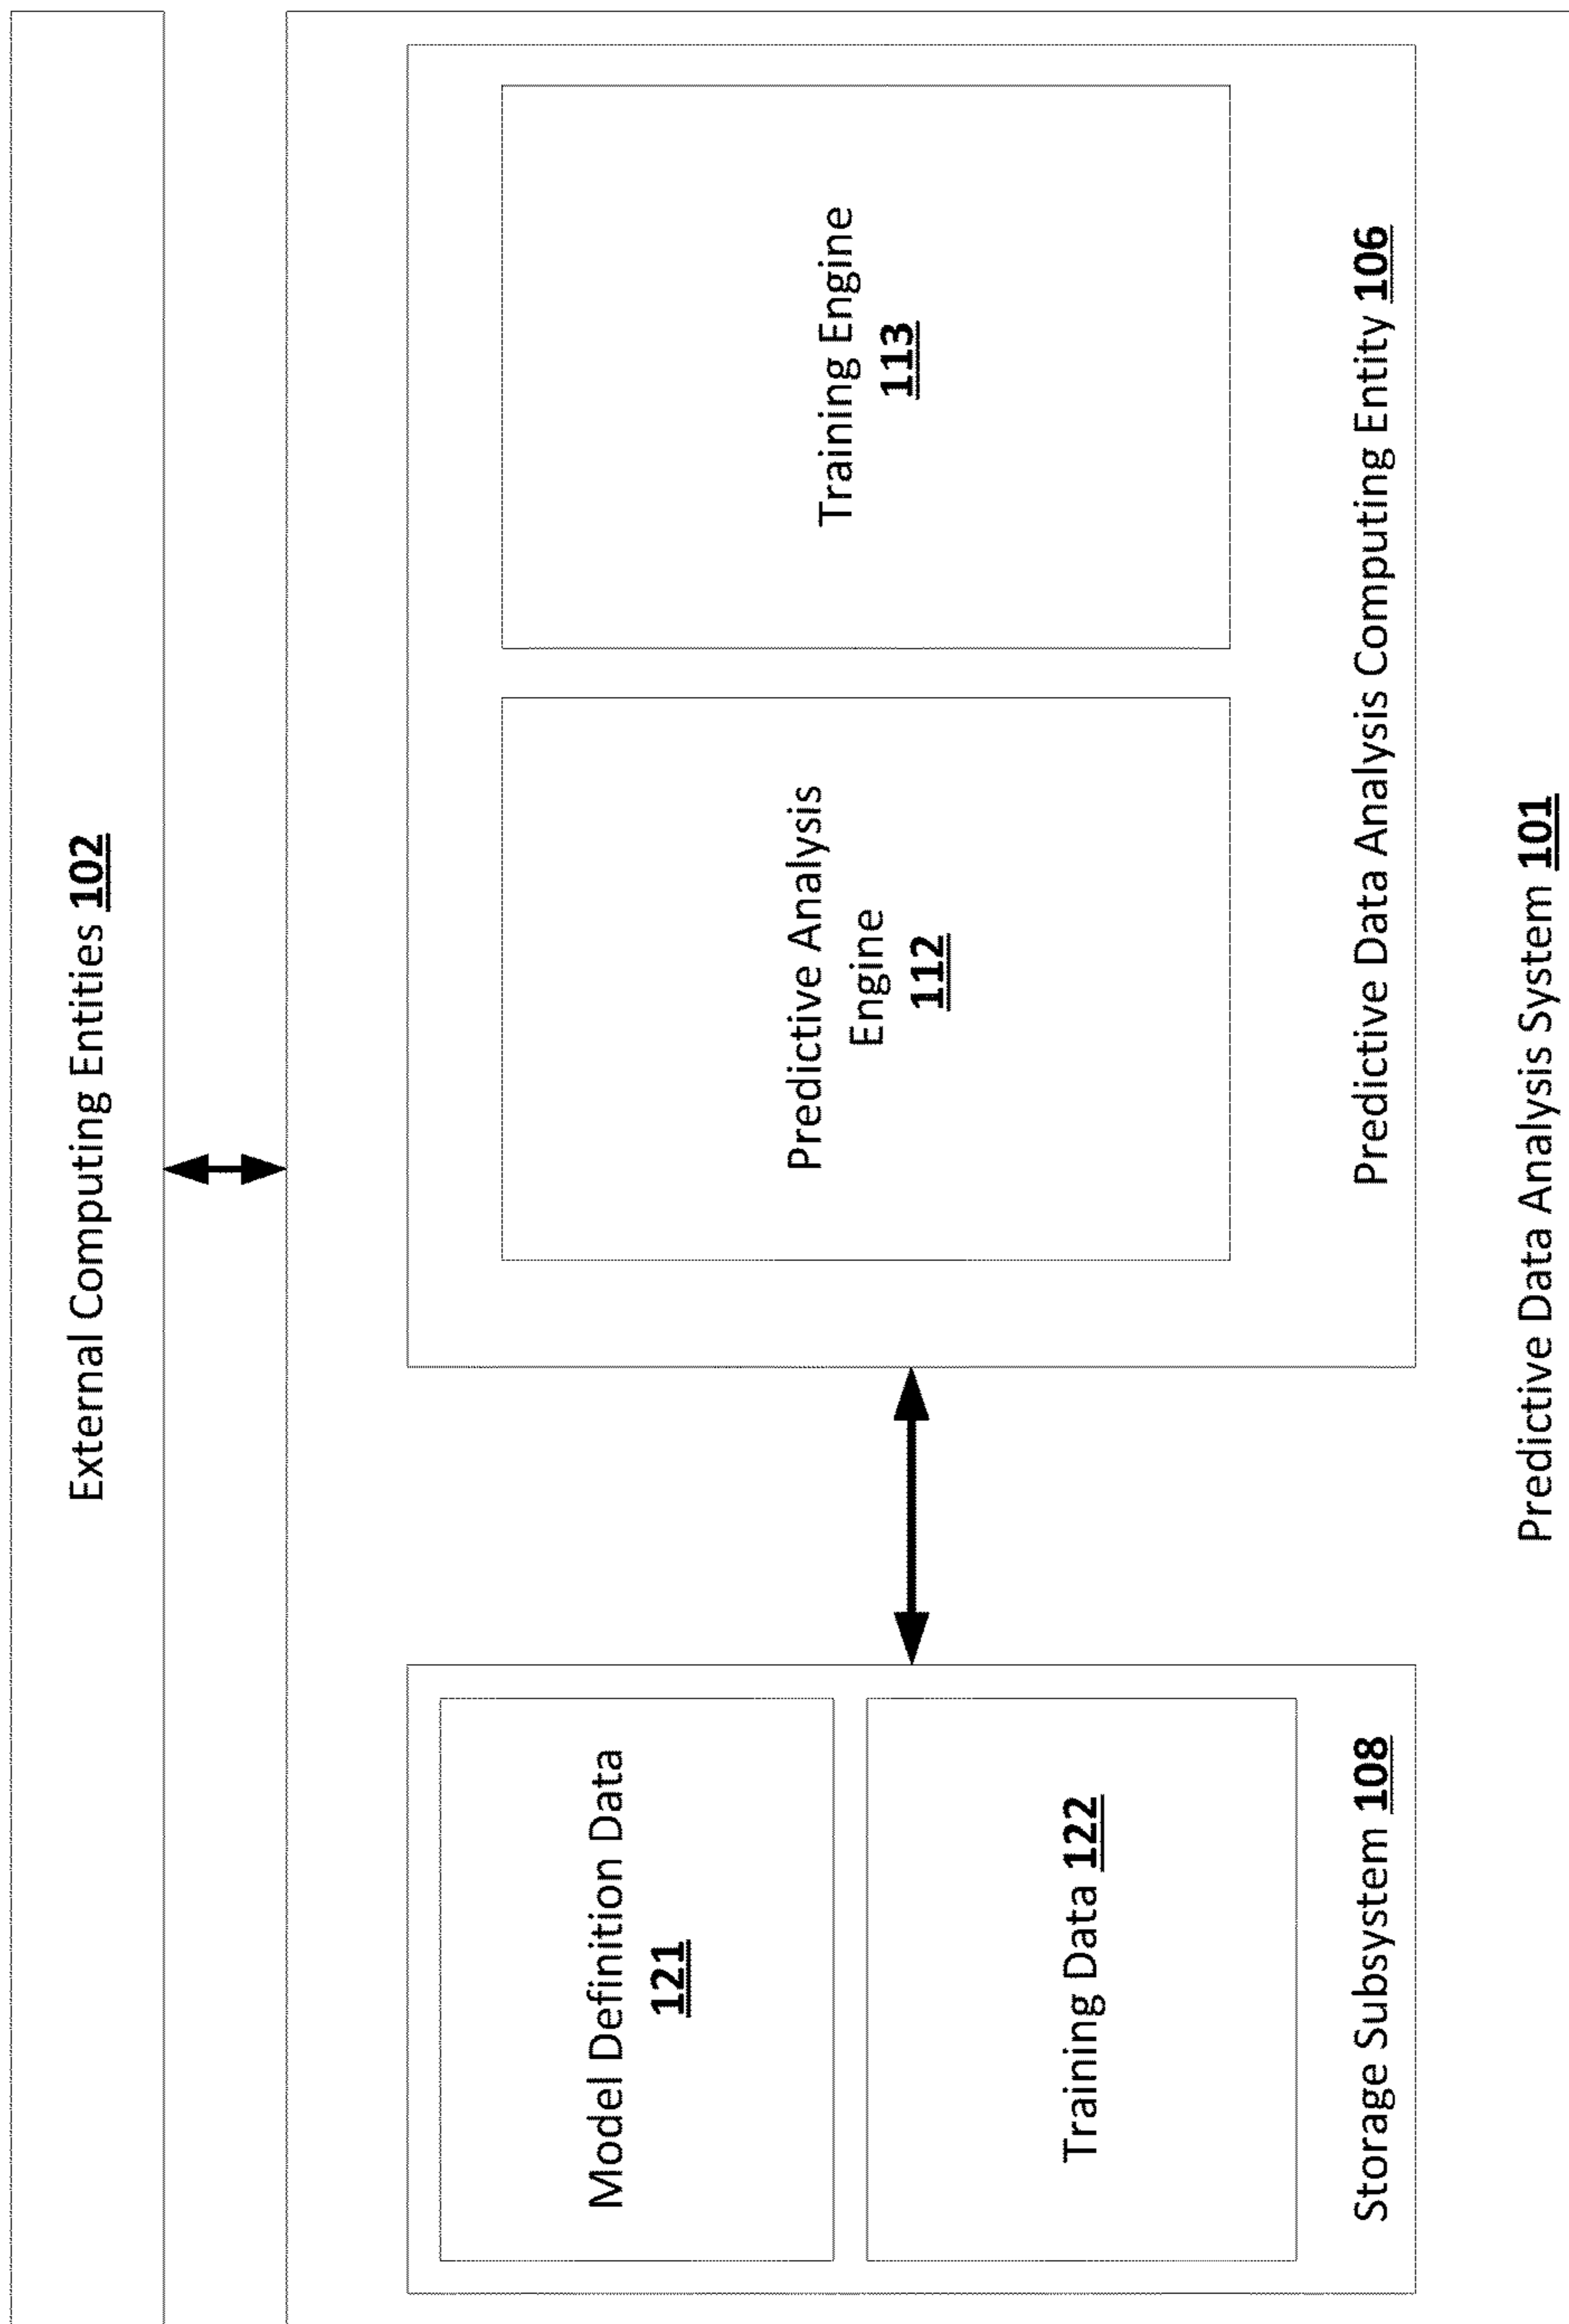 External Computing Entities 102
Model Definition Data
121
Training Data 122
Storage Subsystem 108
Predictive Analysis
Engine
112
Training Engine
113
Predictive Data Analysis Computing Entity 106
Predictive Data Analysis System 101